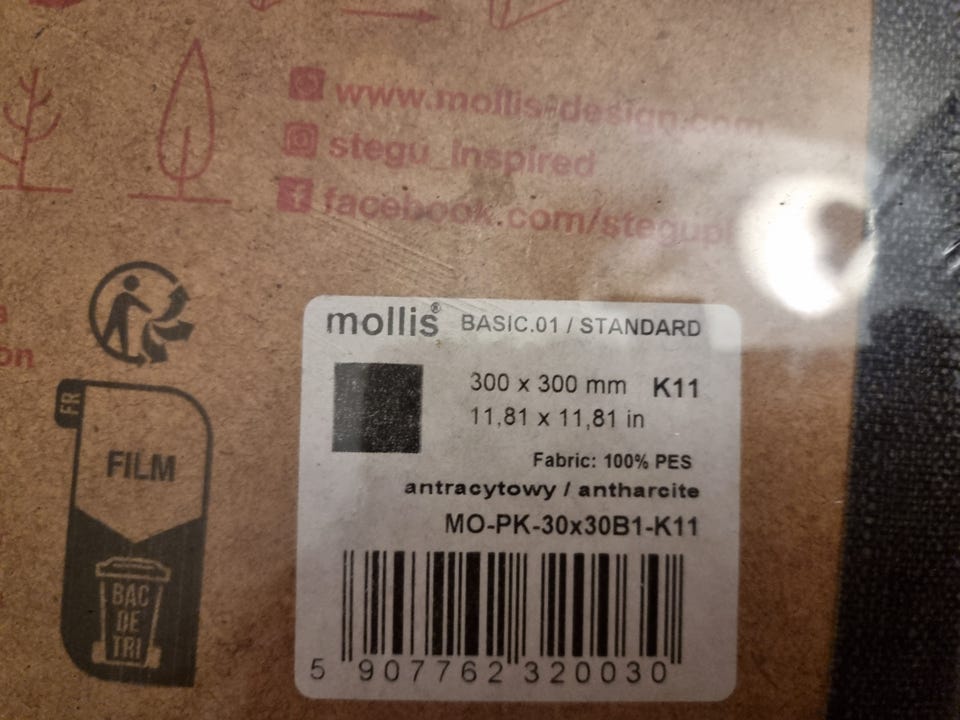 www.mollis-design.com
stegu_Inspired
facebook.com/stegupl
on
mollis® BASIC.01 / STANDARD
300 x 300 mm K11
11,81 x 11,81 in
Fabric: 100% PES
antracytowy / antharcite
MO-PK-30x30B1-K11
5 907762 320030
FR
FILM
BAC
DE
TRI